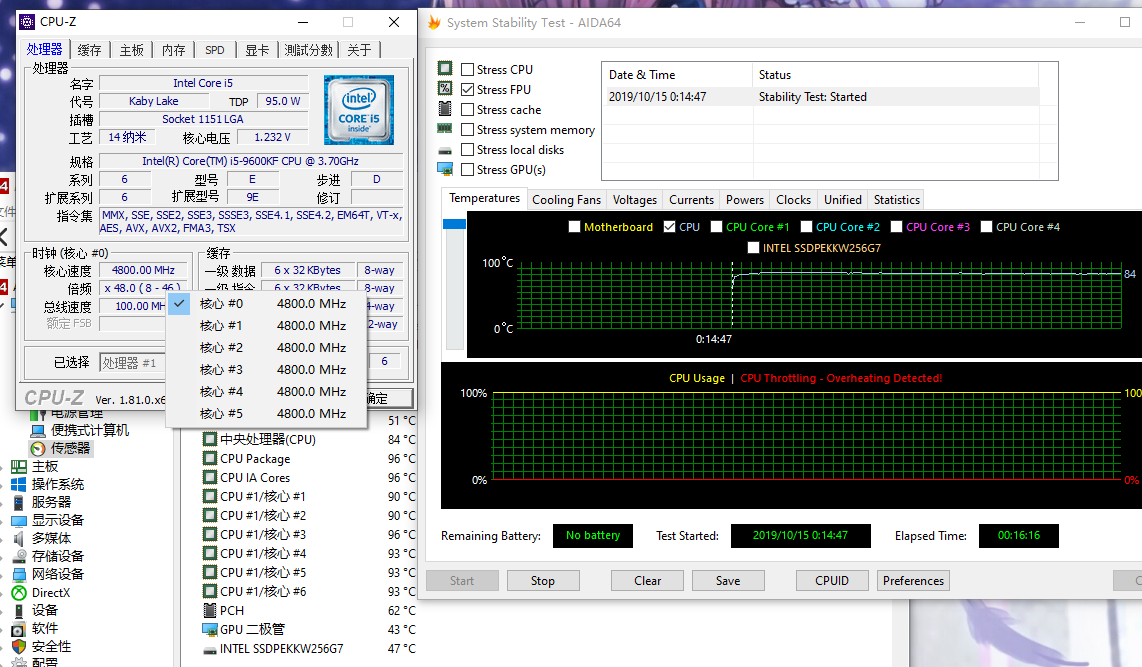 CPU-Z
处理器 缓存 主板 内存 SPD 显卡 测试分数 关于
处理器
名字 Intel Core i5
代号 Kaby Lake TDP 95.0 W
插槽 Socket 1151 LGA
工艺 14 纳米 核心电压 1.232 V
intel
CORE i5
inside
规格 Intel(R) Core(TM) i5-9600KF CPU @ 3.70GHz
系列 6 型号 E 步进 D
扩展系列 6 扩展型号 9E 修订
指令集 MMX, SSE, SSE2, SSE3, SSSE3, SSE4.1, SSE4.2, EM64T, VT-x,
AES, AVX, AVX2, FMA3, TSX
时钟 (核心 #0)
核心速度 4800.00 MHz
倍频 x 48.0 ( 8 - 46 )
总线速度 100.00 MH
额定 FSB
缓存
一级 数据 6 x 32 KBytes 8-way
一级 指令 6 x 32 KBytes 8-way
4-way
2-way
核心 #0 4800.0 MHz
核心 #1 4800.0 MHz
核心 #2 4800.0 MHz
核心 #3 4800.0 MHz
核心 #4 4800.0 MHz
核心 #5 4800.0 MHz
已选择 处理器 #1 6
CPU-Z Ver. 1.81.0.x6 确定
电源管理
便携式计算机
传感器
主板
操作系统
服务器
显示设备
多媒体
存储设备
网络设备
DirectX
设备
软件
安全性
配置
51 °C
中央处理器(CPU) 84 °C
CPU Package 96 °C
CPU IA Cores 96 °C
CPU #1/核心 #1 90 °C
CPU #1/核心 #2 90 °C
CPU #1/核心 #3 96 °C
CPU #1/核心 #4 93 °C
CPU #1/核心 #5 93 °C
CPU #1/核心 #6 93 °C
PCH 62 °C
GPU 二极管 43 °C
INTEL SSDPEKKW256G7 47 °C
System Stability Test - AIDA64
Stress CPU
Stress FPU
Stress cache
Stress system memory
Stress local disks
Stress GPU(s)
Date & Time Status
2019/10/15 0:14:47 Stability Test: Started
Temperatures Cooling Fans Voltages Currents Powers Clocks Unified Statistics
Motherboard CPU CPU Core #1 CPU Core #2 CPU Core #3 CPU Core #4
INTEL SSDPEKKW256G7
100°C
84
0°C
0:14:47
CPU Usage | CPU Throttling - Overheating Detected!
100% 100
0% 0%
Remaining Battery: No battery Test Started: 2019/10/15 0:14:47 Elapsed Time: 00:16:16
Start Stop Clear Save CPUID Preferences